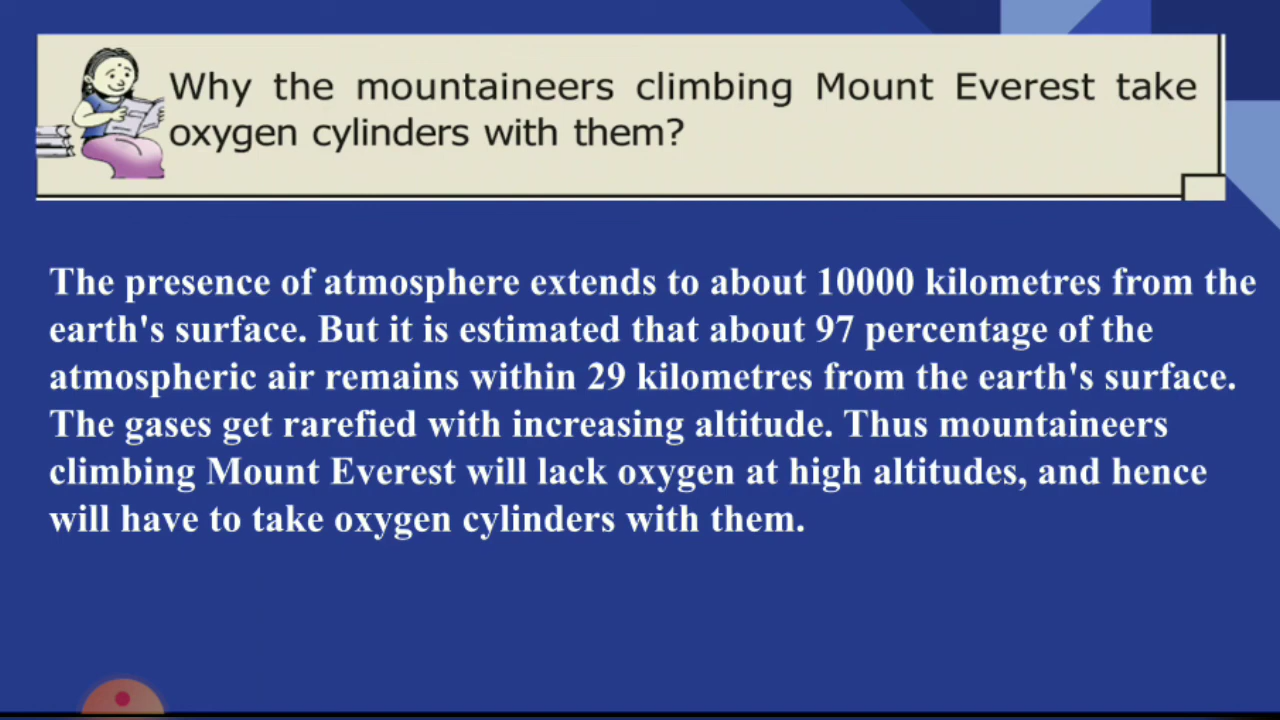 Why the mountaineers climbing Mount Everest take
oxygen cylinders with them?
The presence of atmosphere extends to about 10000 kilometres from the
earth's surface. But it is estimated that about 97 percentage of the
atmospheric air remains within 29 kilometres from the earth's surface.
The gases get rarefied with increasing altitude. Thus mountaineers
climbing Mount Everest will lack oxygen at high altitudes, and hence
will have to take oxygen cylinders with them.